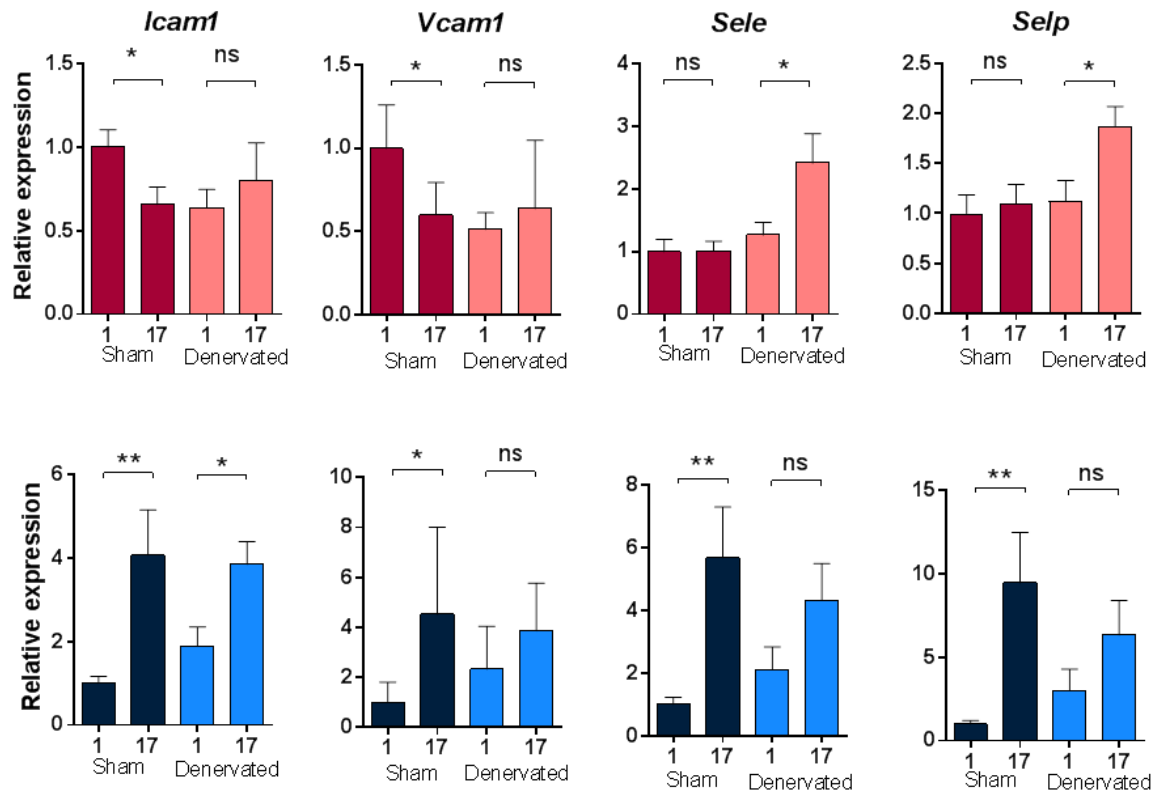 Icam1 Vcam1 Sele Selp
* ns * ns ns * ns *
Relative expression
1.5 1.0 0.5 0.0
1 17 1 17
Sham Denervated
1.5 1.0 0.5 0.0
1 17 1 17
Sham Denervated
4 3 2 1 0
1 17 1 17
Sham Denervated
2.5 2.0 1.5 1.0 0.5 0.0
1 17 1 17
Sham Denervated
** * * ns ** ns ** ns
Relative expression
6 4 2 0
1 17 1 17
Sham Denervated
10 8 6 4 2 0
1 17 1 17
Sham Denervated
8 6 4 2 0
1 17 1 17
Sham Denervated
15 10 5 0
1 17 1 17
Sham Denervated